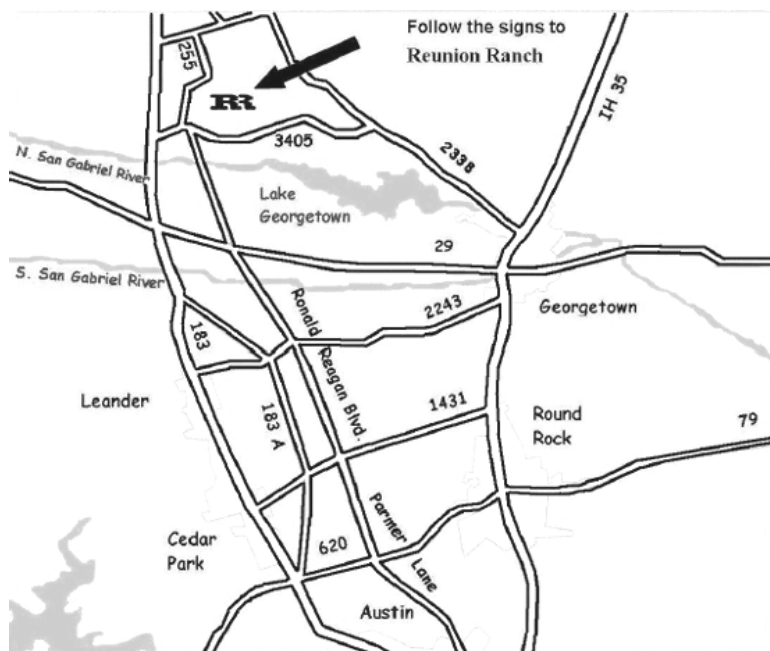 Follow the signs to
Reunion Ranch
255
IH 35
RR
3405
2338
N. San Gabriel River
Lake
Georgetown
29
S. San Gabriel River
Ronald Reagan Blvd.
2243
Georgetown
183
Leander
183 A
1431
Round
Rock
79
Parmer Lane
Cedar
Park
620
Austin